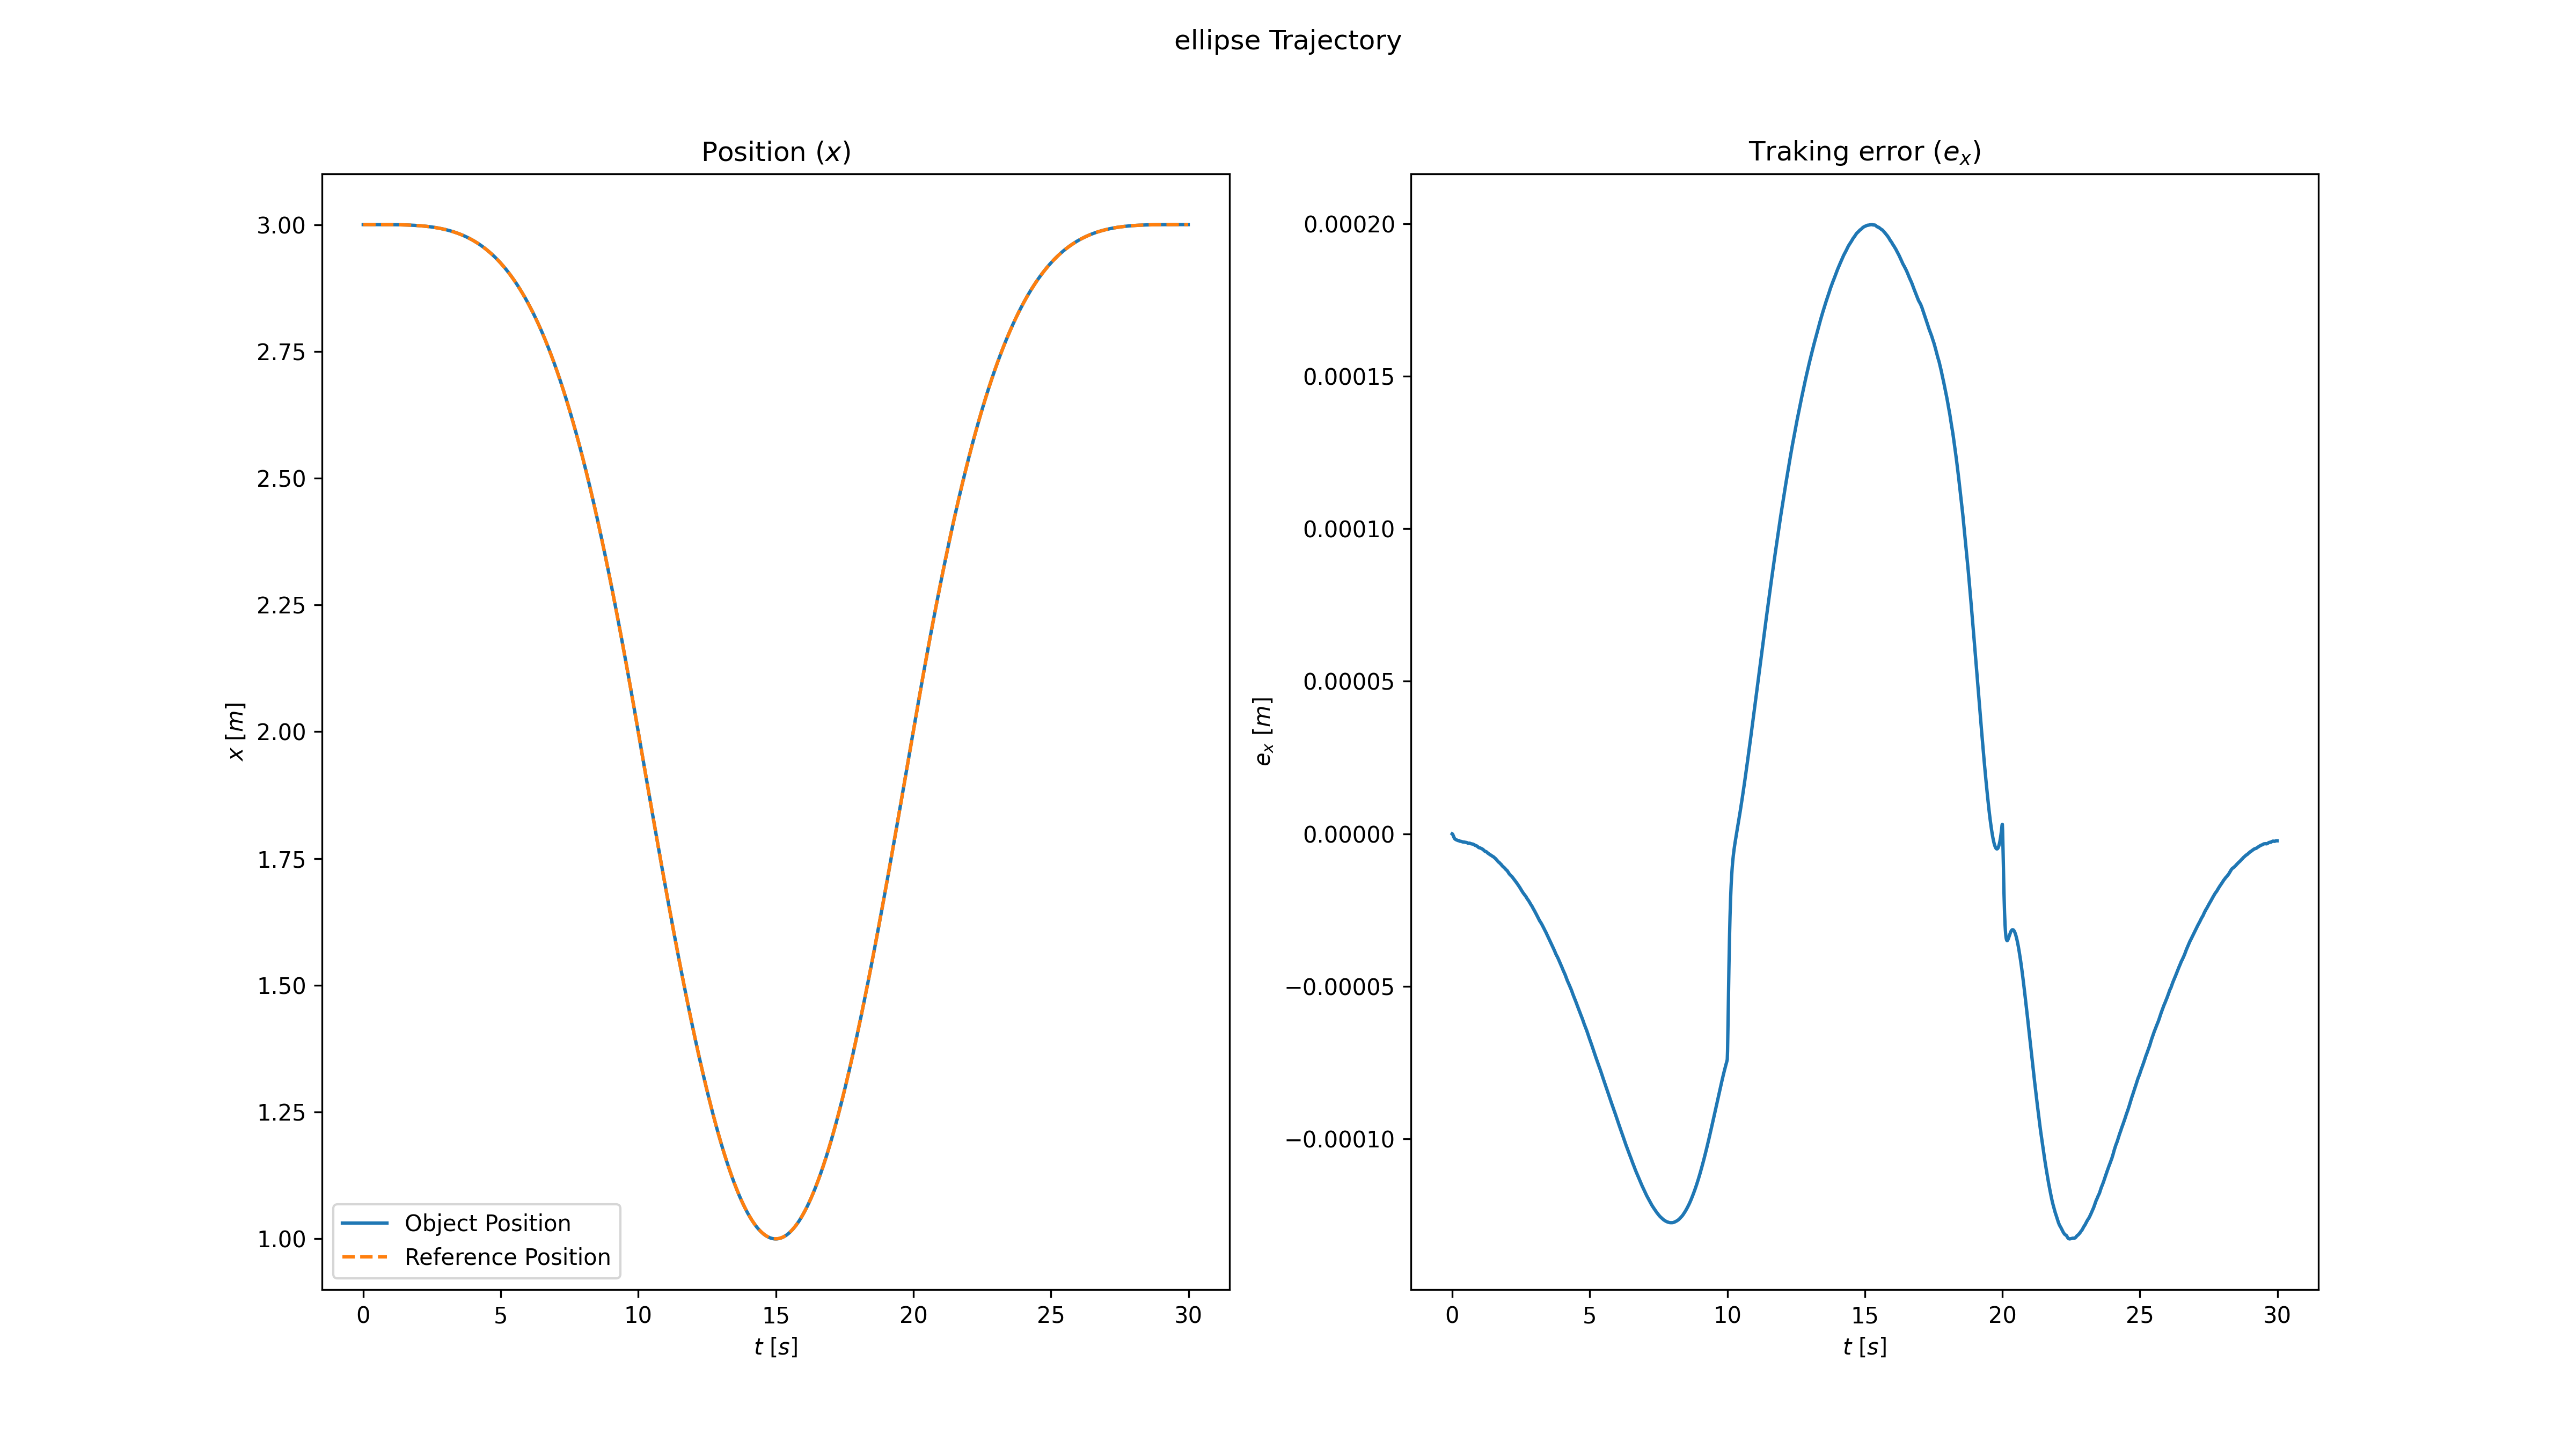 ellipse Trajectory
Position (x)
3.00
2.75
2.50
2.25
2.00
1.75
1.50
1.25
1.00
x [m]
Object Position
Reference Position
0 5 10 15 20 25 30
t [s]
Traking error (eₓ)
0.00020
0.00015
0.00010
0.00005
0.00000
−0.00005
−0.00010
eₓ [m]
0 5 10 15 20 25 30
t [s]